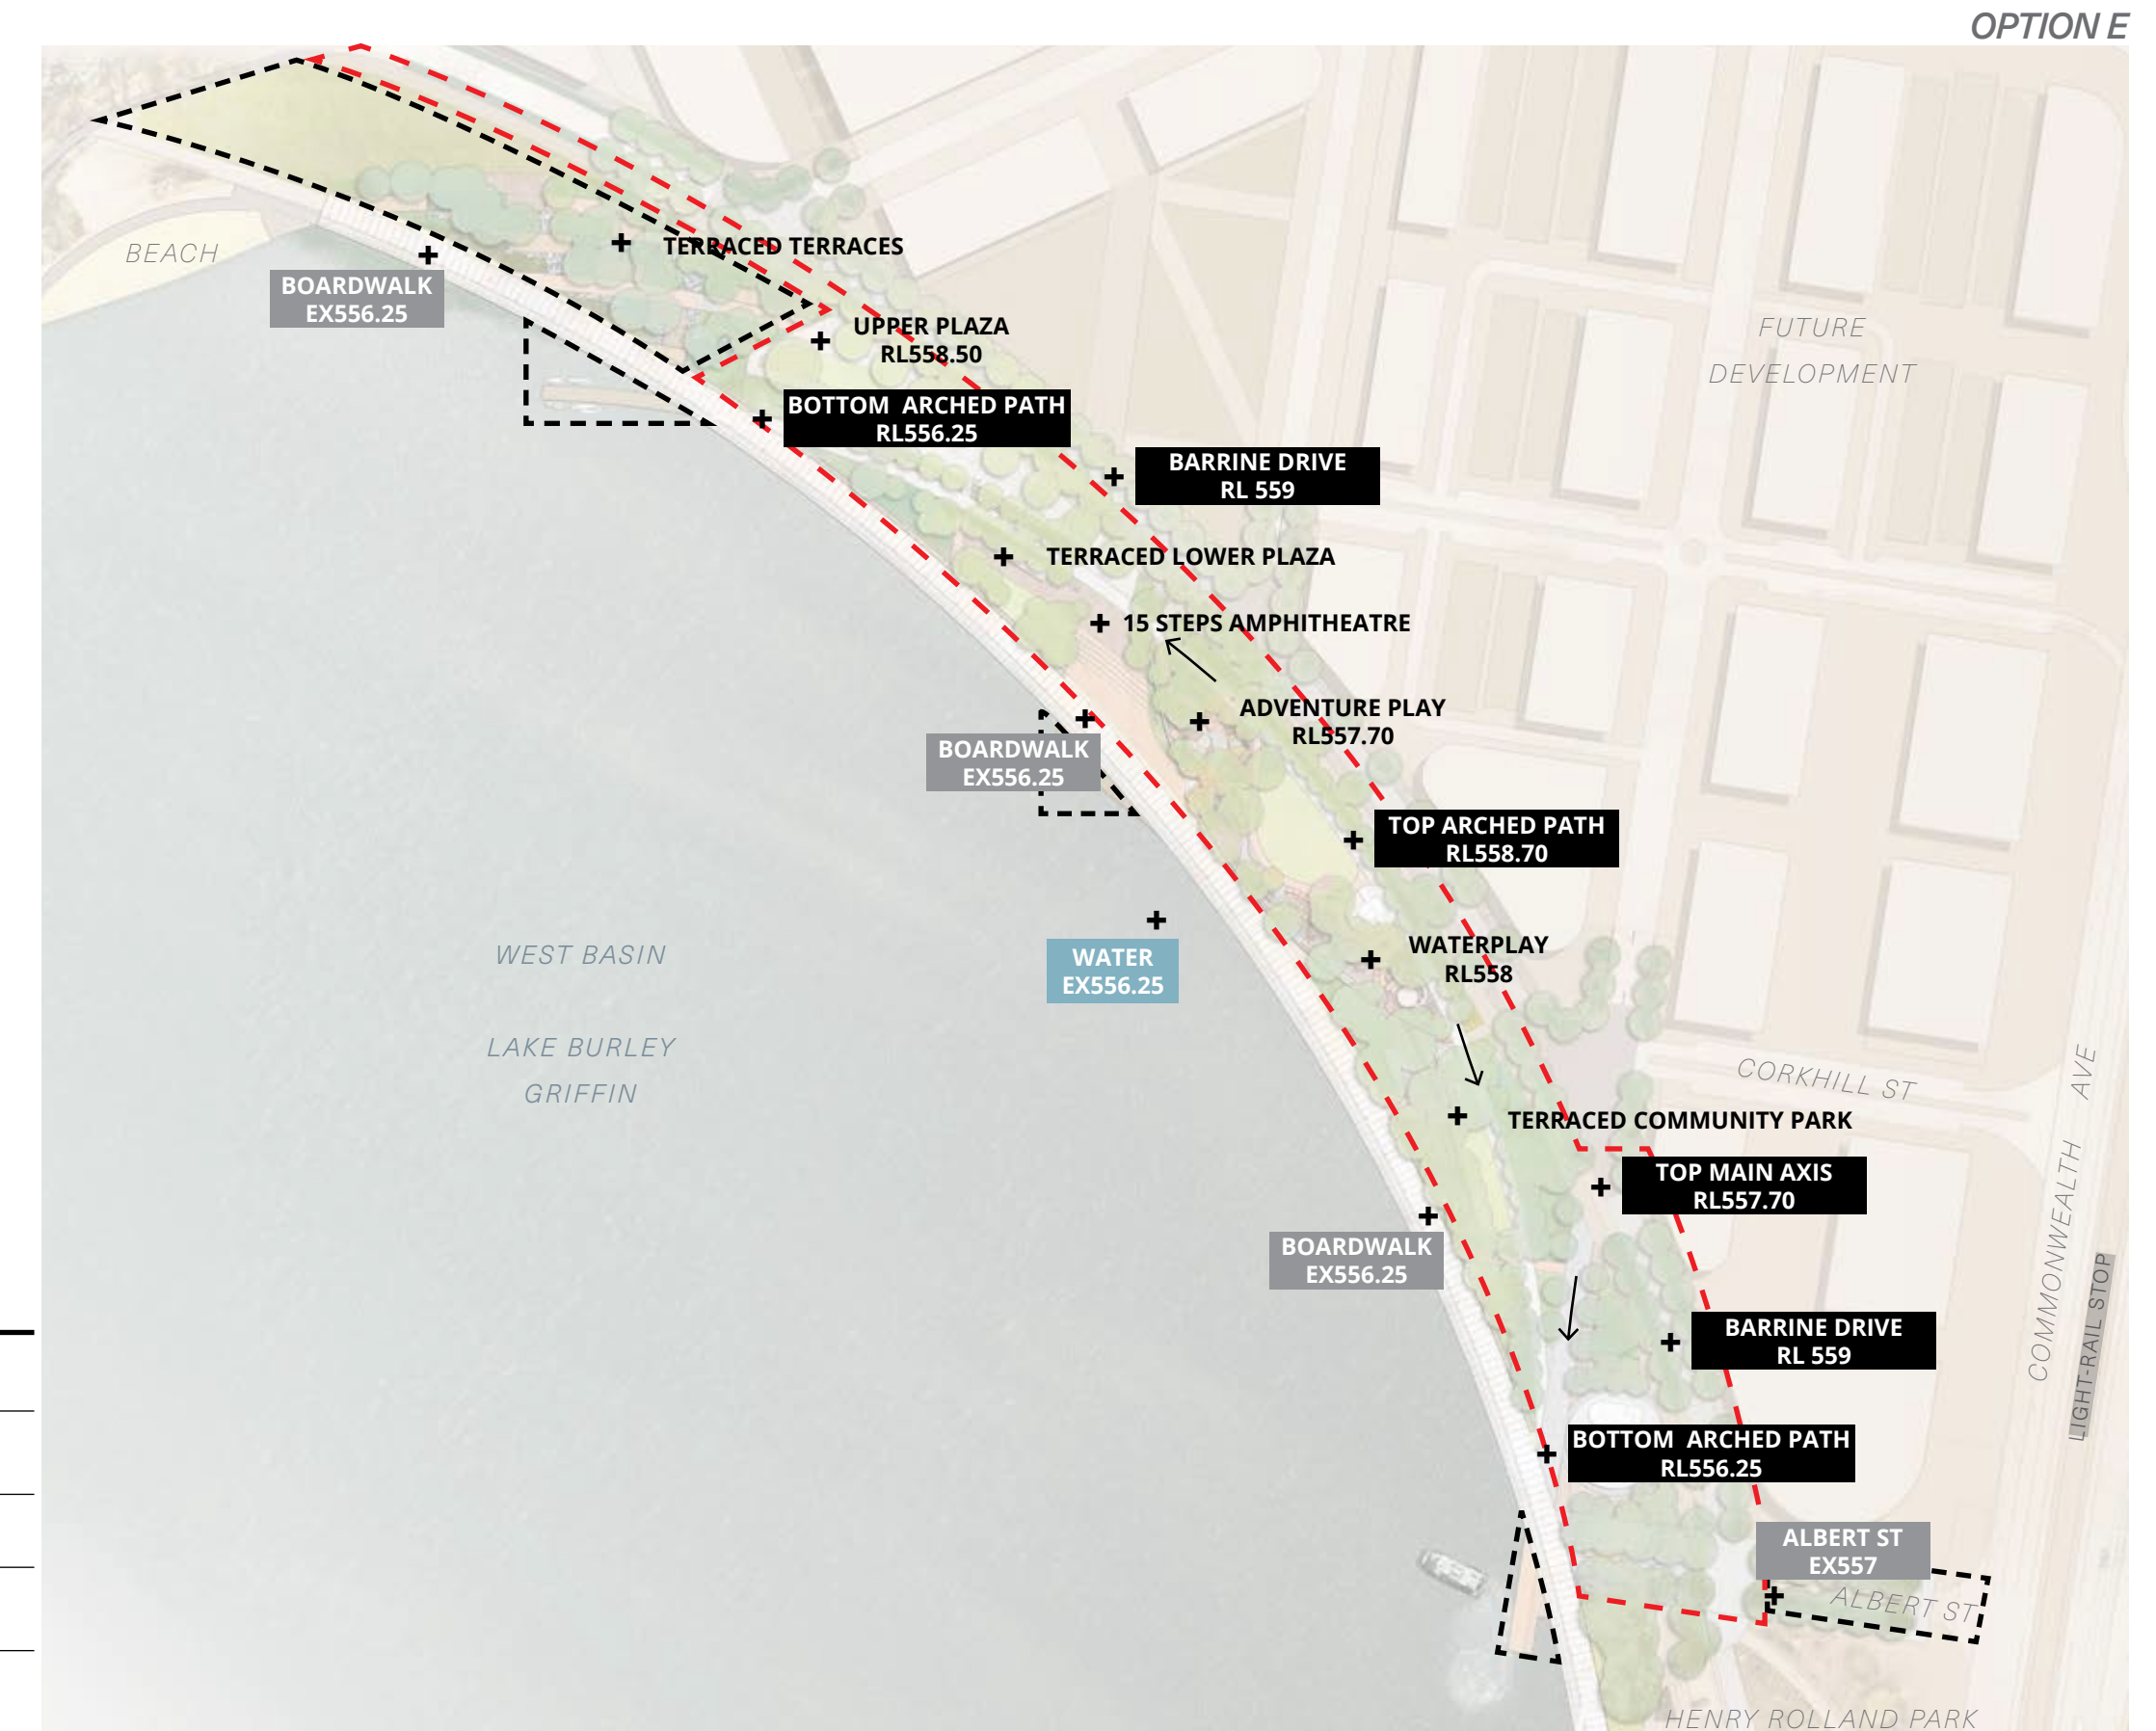 OPTION E
BEACH
BOARDWALK
EX556.25
TERRACED TERRACES
UPPER PLAZA
RL558.50
FUTURE
DEVELOPMENT
BOTTOM ARCHED PATH
RL556.25
BARRINE DRIVE
RL 559
TERRACED LOWER PLAZA
15 STEPS AMPHITHEATRE
ADVENTURE PLAY
RL557.70
BOARDWALK
EX556.25
TOP ARCHED PATH
RL558.70
WEST BASIN
WATER
EX556.25
WATERPLAY
RL558
LAKE BURLEY
GRIFFIN
CORKHILL ST
COMMONWEALTH AVE
TERRACED COMMUNITY PARK
TOP MAIN AXIS
RL557.70
BOARDWALK
EX556.25
LIGHT-RAIL STOP
BARRINE DRIVE
RL 559
BOTTOM ARCHED PATH
RL556.25
ALBERT ST
EX557
ALBERT ST
HENRY ROLLAND PARK